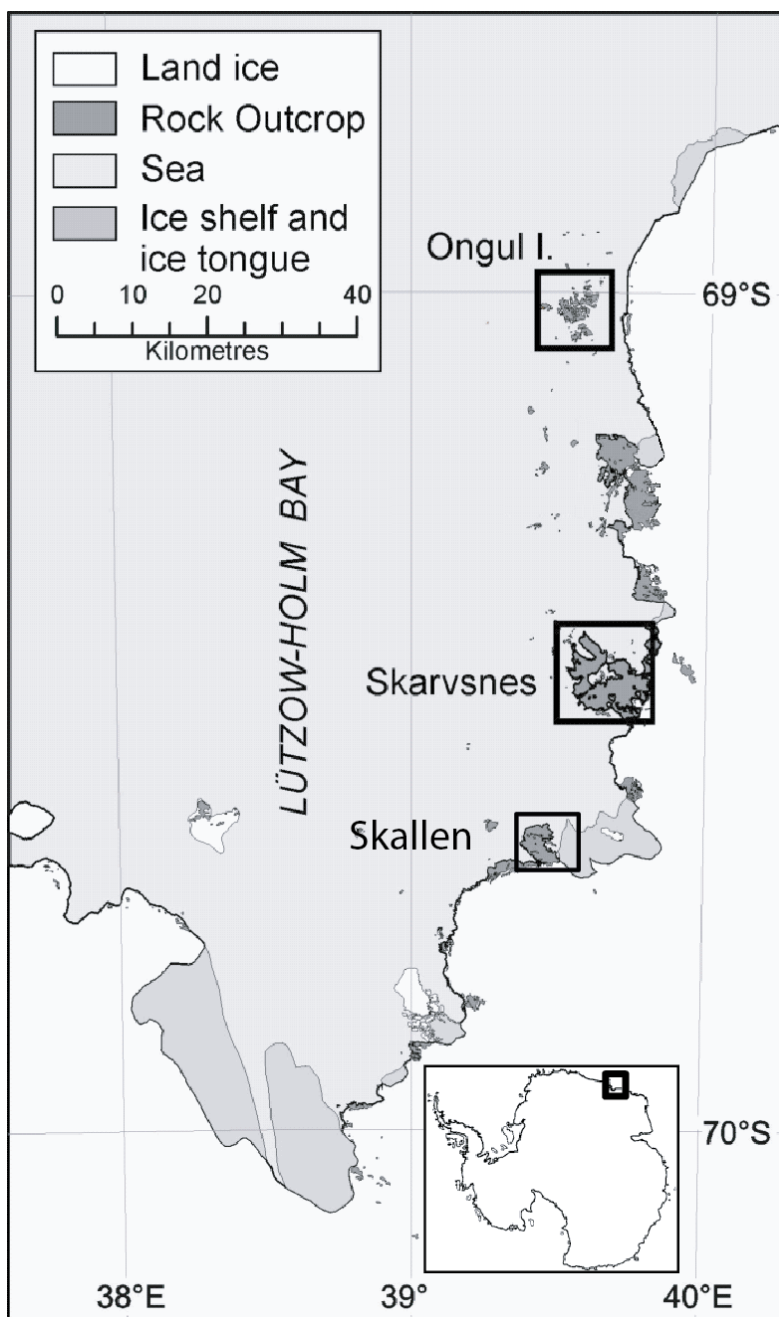 Land ice
Rock Outcrop
Sea
Ice shelf and
ice tongue
0 10 20 40
Kilometres
Ongul I.
69°S
LÜTZOW-HOLM BAY
Skarvsnes
Skallen
70°S
38°E 39°E 40°E